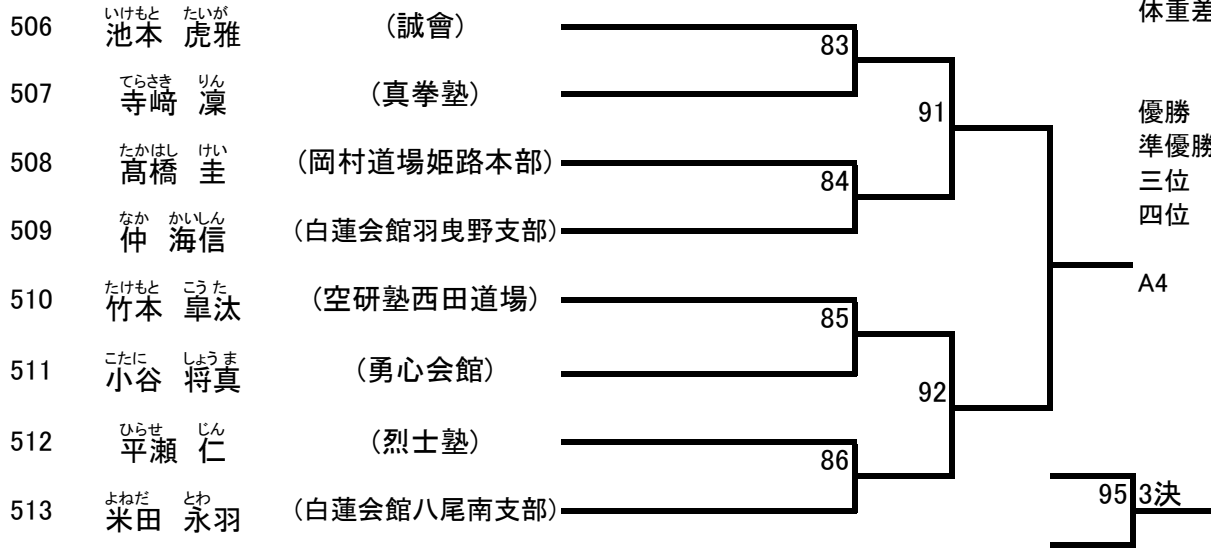 体重差
いけもと たいが
506 池本 虎雅 (誠會)
83
てらさき りん
507 寺﨑 凜 (真拳塾)
91
優勝
準優勝
たかはし けい
508 髙橋 圭 (岡村道場姫路本部)
84
三位
四位
なか かいしん
509 仲 海信 (白蓮会館羽曳野支部)
A4
たけもと こうた
510 竹本 皐汰 (空研塾西田道場)
85
こたに しょうま
511 小谷 将真 (勇心会館)
92
ひらせ じん
512 平瀬 仁 (烈士塾)
86
よねだ とわ
513 米田 永羽 (白蓮会館八尾南支部)
95 3決